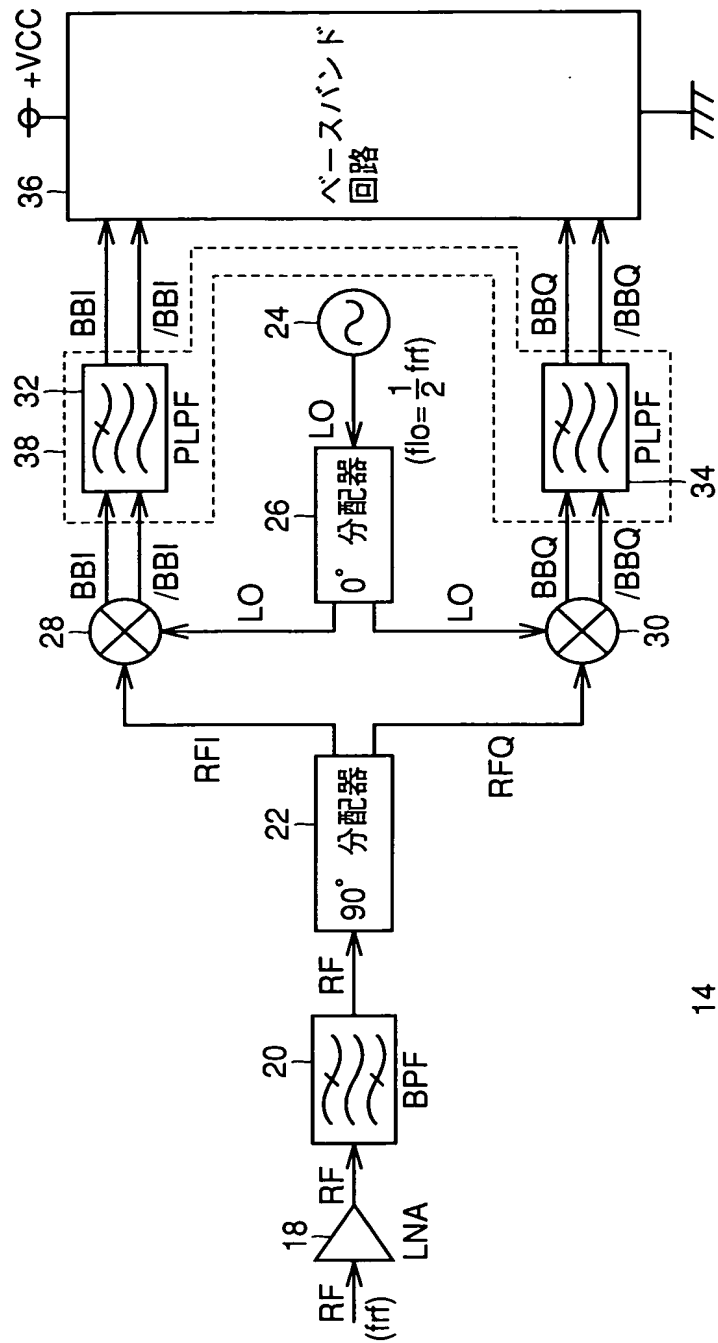 RF
(frf)
18
LNA
RF
20
BPF
RF
22
90° 分配器
RFI
RFQ
28
LO
26
0° 分配器
LO
LO
24
(flo=1/2 frf)
30
BBI
/BBI
38
32
PLPF
BBI
/BBI
BBQ
/BBQ
34
PLPF
BBQ
/BBQ
36
+VCC
ベースバンド
回路
14